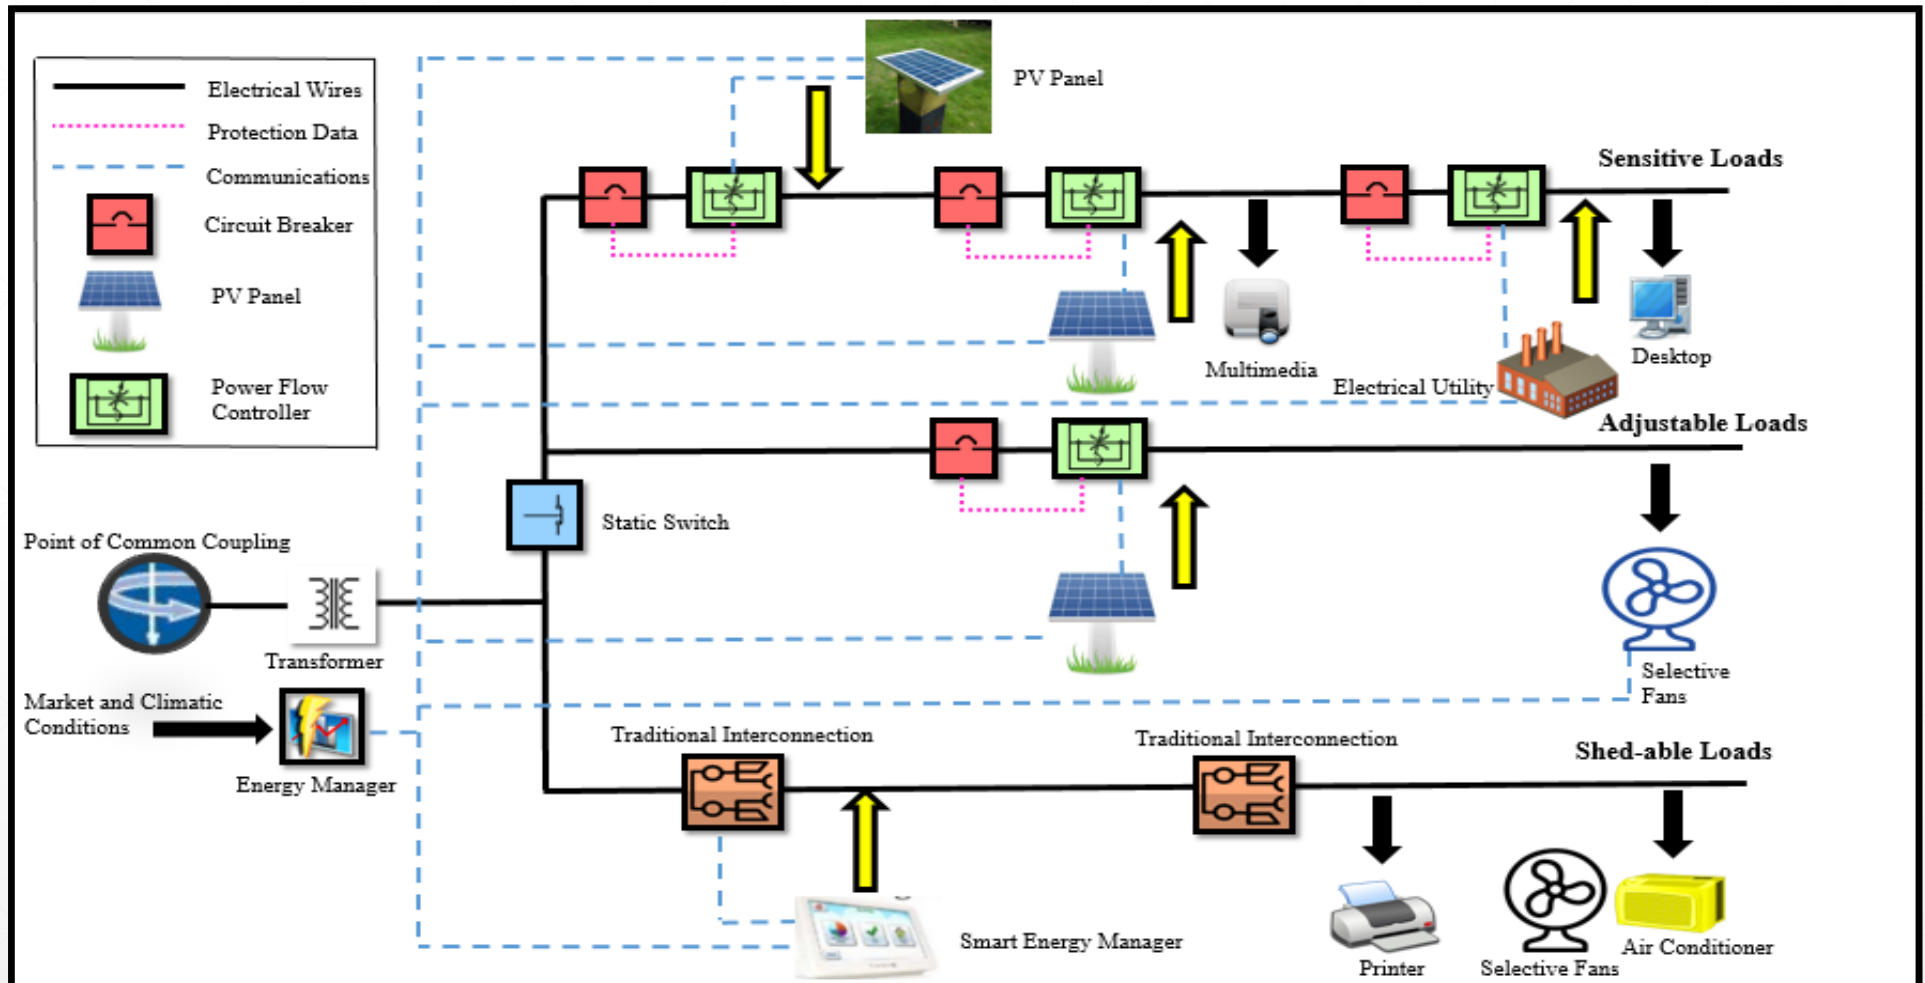 Electrical Wires
Protection Data
Communications
Circuit Breaker
PV Panel
Power Flow
Controller
PV Panel
Sensitive Loads
Multimedia
Electrical Utility
Desktop
Adjustable Loads
Static Switch
Point of Common Coupling
Transformer
Selective
Fans
Market and Climatic
Conditions
Energy Manager
Traditional Interconnection
Traditional Interconnection
Shed-able Loads
Smart Energy Manager
Printer
Selective Fans
Air Conditioner